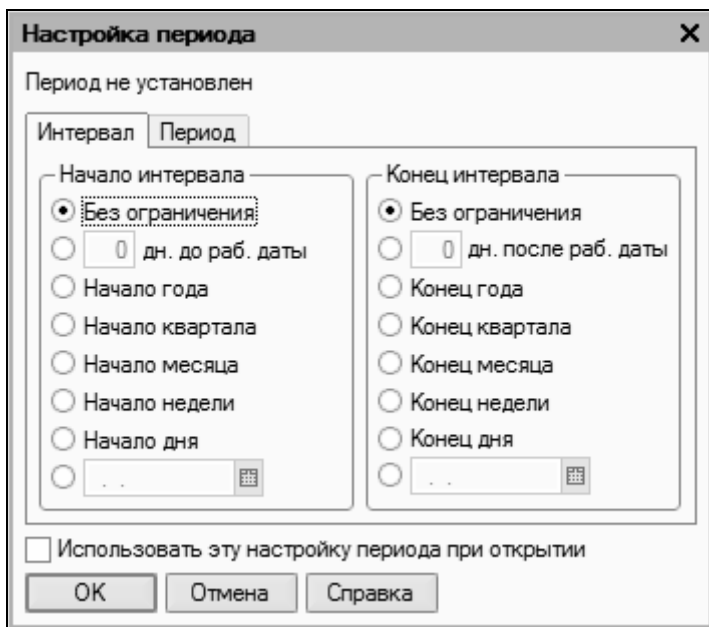 Настройка периода
Период не установлен
Интервал Период
Начало интервала
Без ограничения
0 дн. до раб. даты
Начало года
Начало квартала
Начало месяца
Начало недели
Начало дня
. .
Конец интервала
Без ограничения
0 дн. после раб. даты
Конец года
Конец квартала
Конец месяца
Конец недели
Конец дня
. .
Использовать эту настройку периода при открытии
OK Отмена Справка